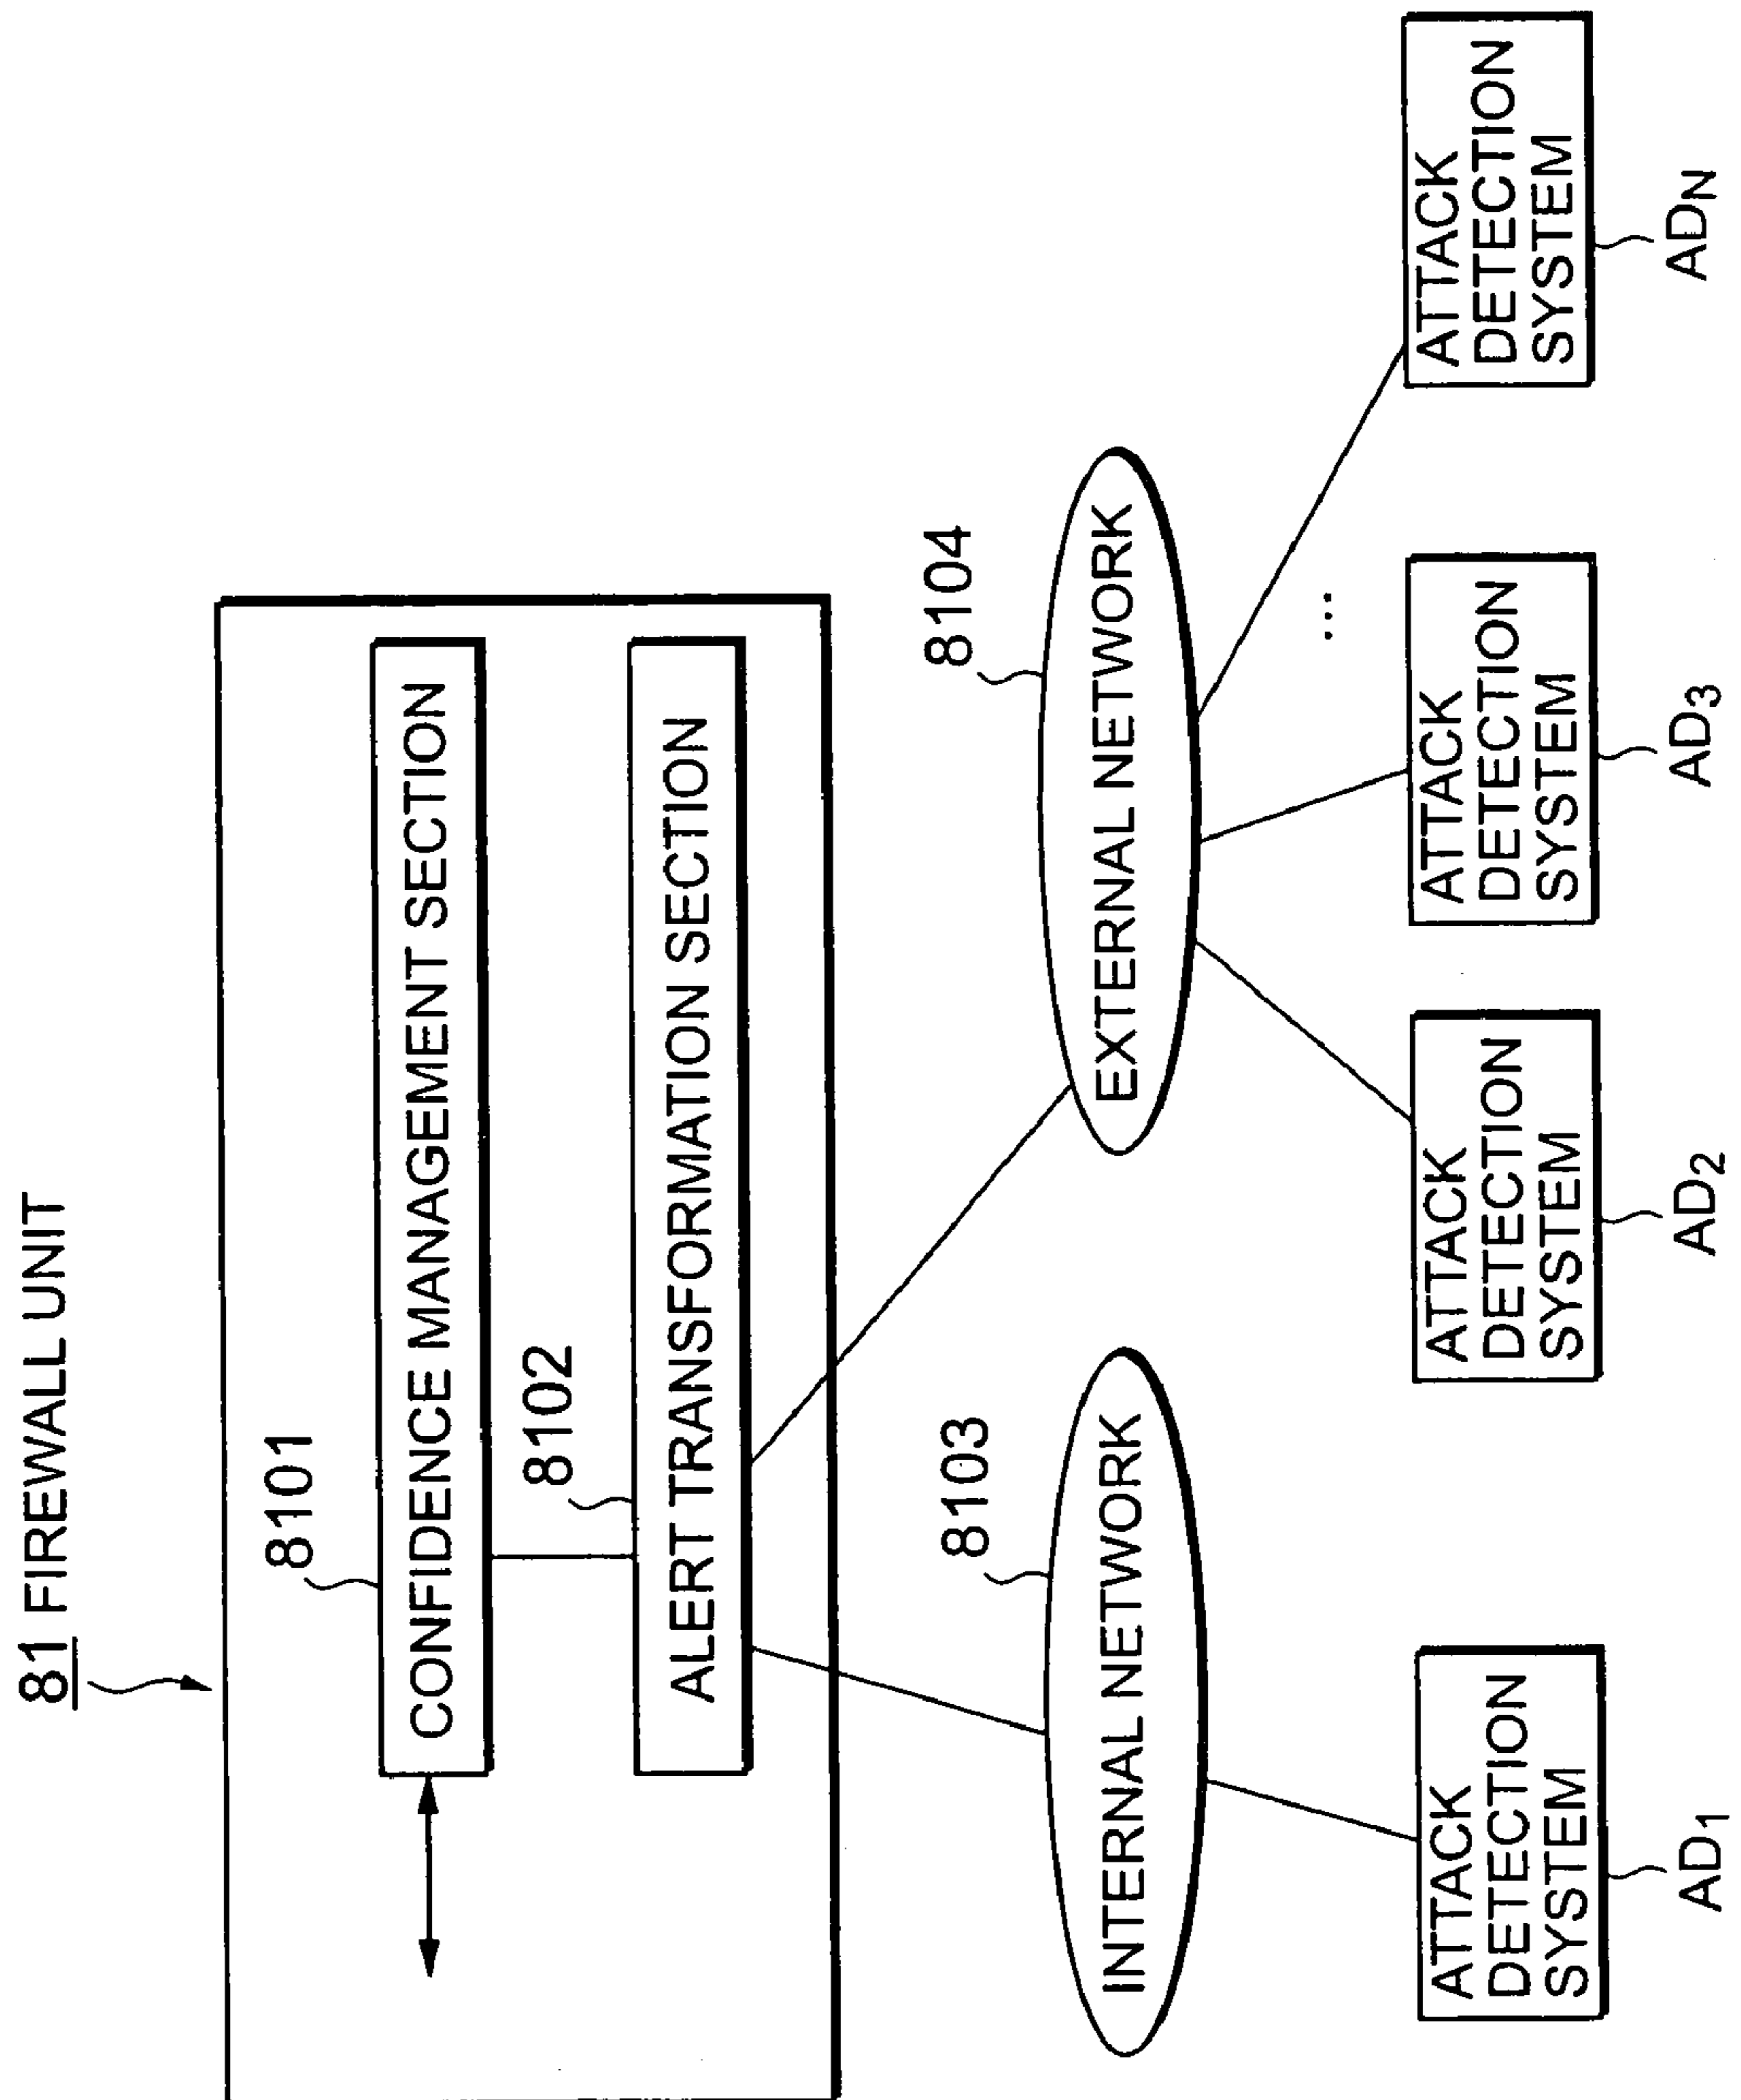 81 FIREWALL UNIT
8101
CONFIDENCE MANAGEMENT SECTION
8102
ALERT TRANSFORMATION SECTION
8103
INTERNAL NETWORK
8104
EXTERNAL NETWORK
ATTACK
DETECTION
SYSTEM
AD1
ATTACK
DETECTION
SYSTEM
AD2
ATTACK
DETECTION
SYSTEM
AD3
...
ATTACK
DETECTION
SYSTEM
ADN